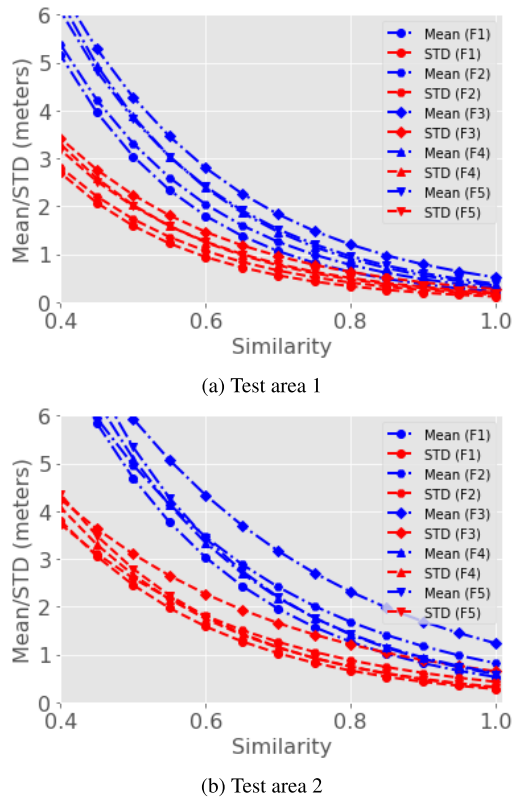 6
5
4
3
2
1
0
Mean/STD (meters)
Mean (F1)
STD (F1)
Mean (F2)
STD (F2)
Mean (F3)
STD (F3)
Mean (F4)
STD (F4)
Mean (F5)
STD (F5)
0.4 0.6 0.8 1.0
Similarity
(a) Test area 1
6
5
4
3
2
1
0
Mean/STD (meters)
Mean (F1)
STD (F1)
Mean (F2)
STD (F2)
Mean (F3)
STD (F3)
Mean (F4)
STD (F4)
Mean (F5)
STD (F5)
0.4 0.6 0.8 1.0
Similarity
(b) Test area 2